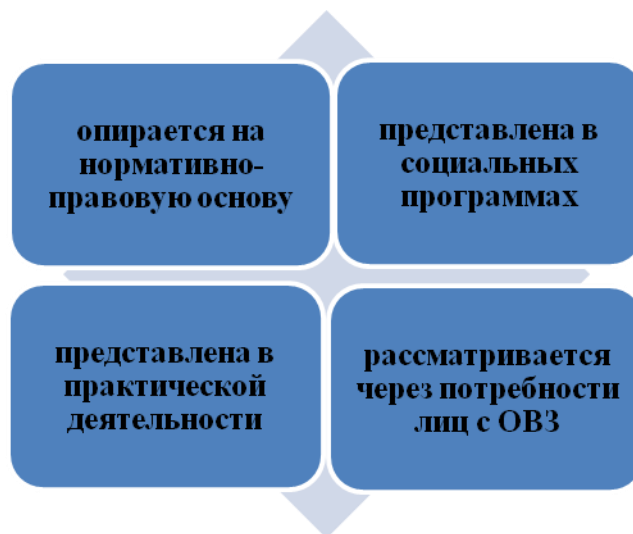 опирается на
нормативно-
правовую основу
представлена в
социальных
программах
представлена в
практической
деятельности
рассматривается
через потребности
лиц с ОВЗ